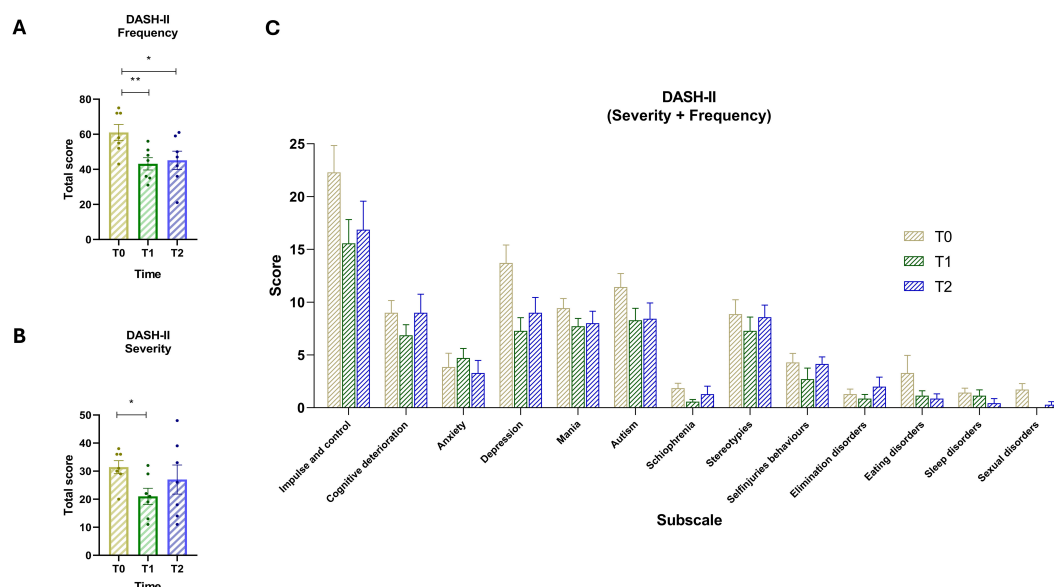 A
DASH-II
Frequency
*
**
80
60
40
20
0
Total score
T0 T1 T2
Time
B
DASH-II
Severity
*
50
40
30
20
10
0
Total score
T0 T1 T2
Time
C
DASH-II
(Severity + Frequency)
25
20
15
10
5
0
Score
T0
T1
T2
Impulse and control
Cognitive deterioration
Anxiety
Depression
Mania
Autism
Schiophrenia
Stereotypies
Selfinjuries behaviours
Elimination disorders
Eating disorders
Sleep disorders
Sexual disorders
Subscale